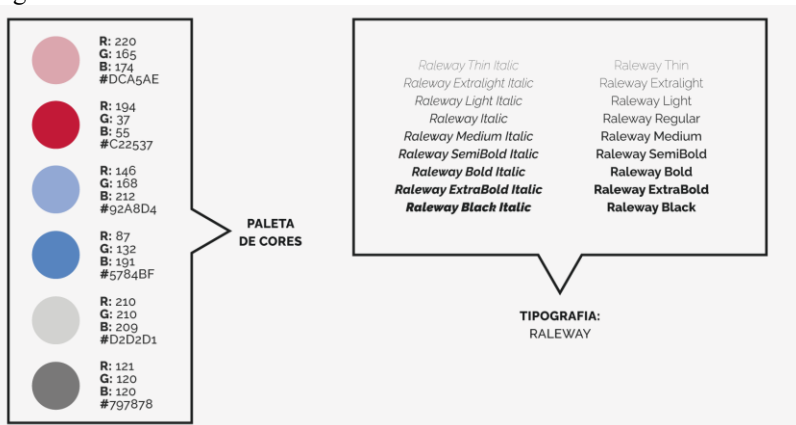 R: 220
G: 165
B: 174
#DCA5AE
R: 194
G: 37
B: 55
#C22537
R: 146
G: 168
B: 212
#92A8D4
R: 87
G: 132
B: 191
#5784BF
R: 210
G: 210
B: 209
#D2D2D1
R: 121
G: 120
B: 120
#797878
PALETA
DE CORES
Raleway Thin Italic
Raleway Extralight Italic
Raleway Light Italic
Raleway Italic
Raleway Medium Italic
Raleway SemiBold Italic
Raleway Bold Italic
Raleway ExtraBold Italic
Raleway Black Italic
Raleway Thin
Raleway Extralight
Raleway Light
Raleway Regular
Raleway Medium
Raleway SemiBold
Raleway Bold
Raleway ExtraBold
Raleway Black
TIPOGRAFIA:
RALEWAY